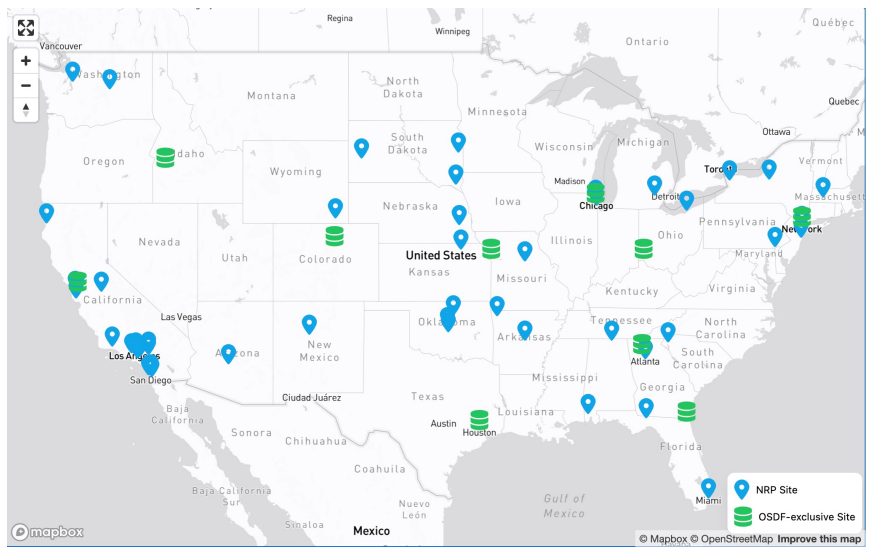 Regina
Winnipeg
Ontario
Québec
Vancouver
Washington
Montana
North
Dakota
Minnesota
Quebec
Ottawa
Oregon
Idaho
South
Dakota
Wisconsin
Michigan
Toronto
Vermont
Wyoming
Madison
Detroit
Massachusett
Nebraska
Iowa
Chicago
Pennsylvania
New York
Nevada
Utah
Colorado
United States
Kansas
Illinois
Ohio
Maryland
Missouri
California
Kentucky
Virginia
Las Vegas
Oklahoma
Tennessee
North
Carolina
Los Angeles
Arizona
New
Mexico
Arkansas
South
Carolina
San Diego
Atlanta
Mississippi
Georgia
Ciudad Juárez
Texas
Baja
California
Sonora
Chihuahua
Austin
Houston
Louisiana
Florida
Coahuila
Baja California
Sur
Sinaloa
Nuevo
León
Gulf of
Mexico
Miami
Mexico
NRP Site
OSDF-exclusive Site
mapbox
© Mapbox © OpenStreetMap Improve this map